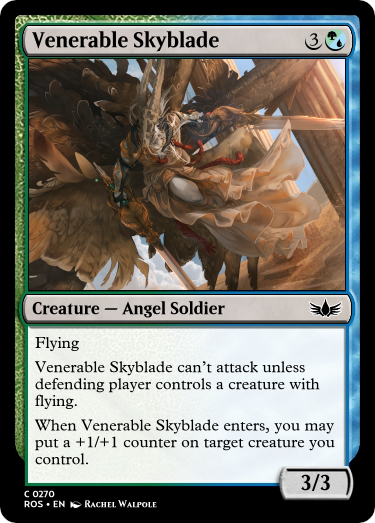 Venerable Skyblade 3
Creature — Angel Soldier
Flying
Venerable Skyblade can't attack unless
defending player controls a creature with
flying.
When Venerable Skyblade enters, you may
put a +1/+1 counter on target creature you
control.
3/3
C 0270
ROS • EN Rachel Walpole